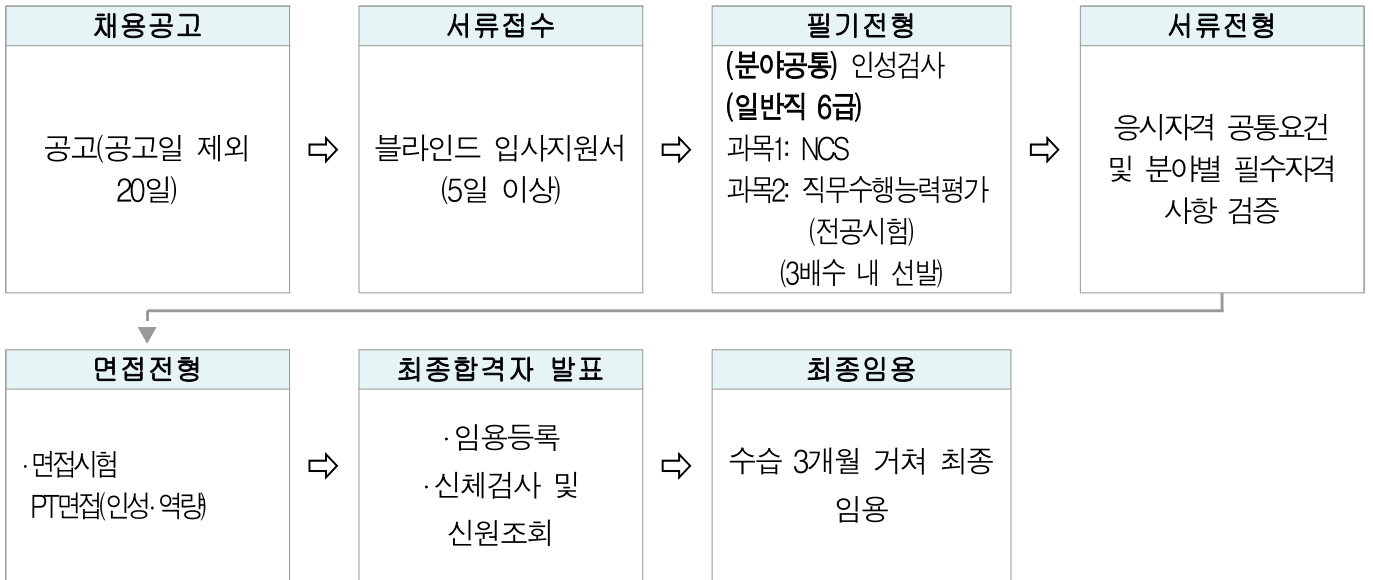 채용공고
공고(공고일 제외
20일)
서류접수
블라인드 입사지원서
(5일 이상)
필기전형
(분야공통) 인성검사
(일반직 6급)
과목1: NCS
과목2: 직무수행능력평가
(전공시험)
(3배수 내 선발)
서류전형
응시자격 공통요건
및 분야별 필수자격
사항 검증
면접전형
·면접시험
PT면접(인성·역량)
최종합격자 발표
·임용등록
·신체검사 및
신원조회
최종임용
수습 3개월 거쳐 최종
임용